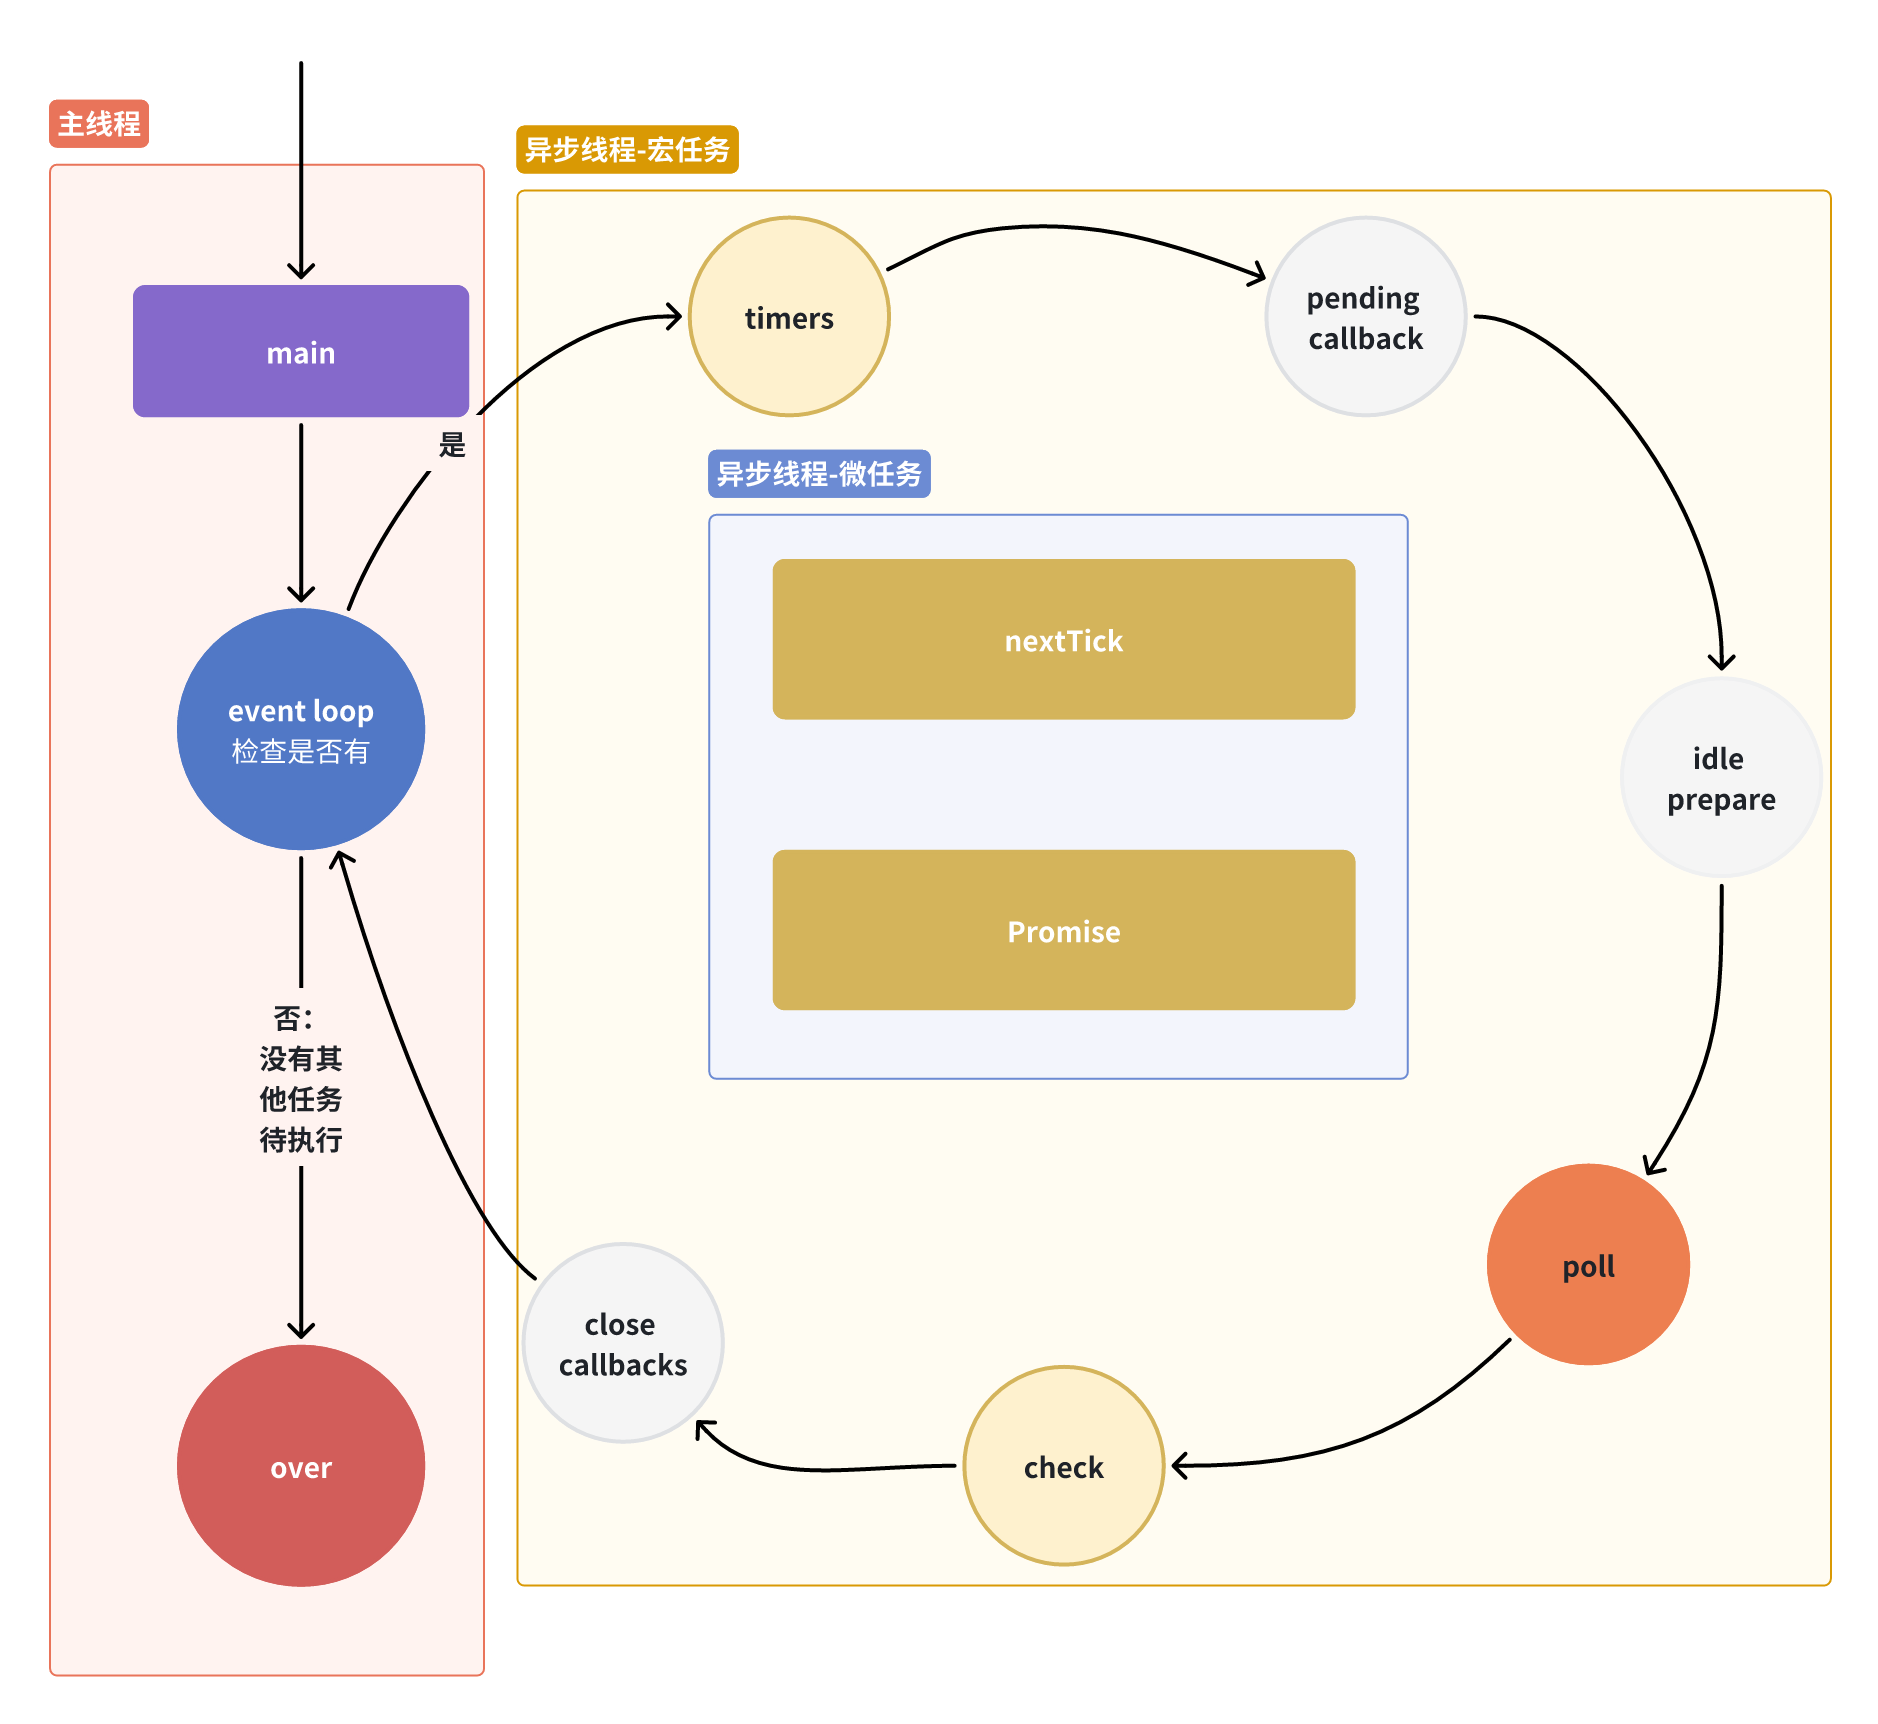 主线程
异步线程-宏任务
timers
pending
callback
main
是
异步线程-微任务
nextTick
event loop
检查是否有
idle
prepare
Promise
否：
没有其
他任务
待执行
poll
close
callbacks
check
over